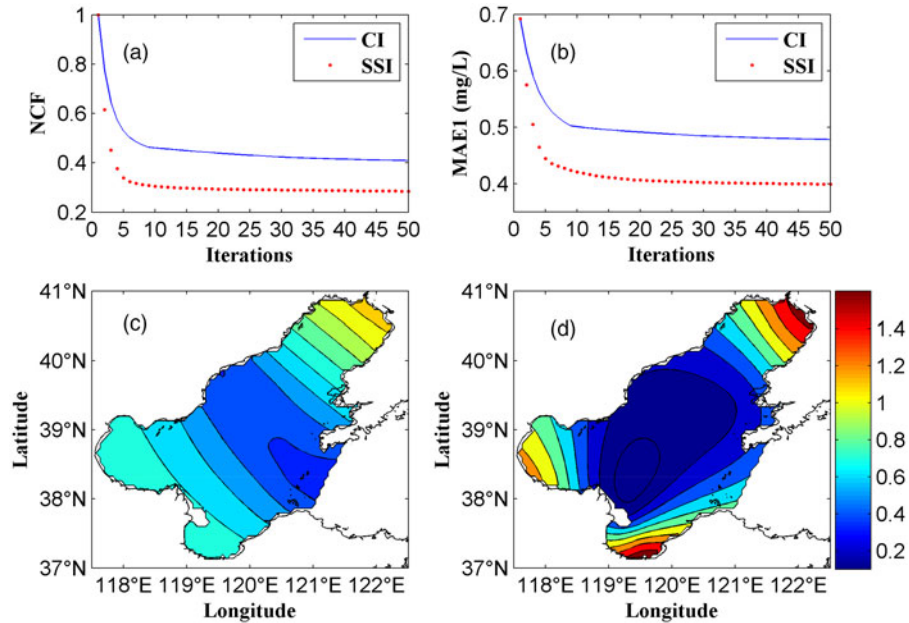 (a)
CI
SSI
NCF
1
0.8
0.6
0.4
0.2
0 5 10 15 20 25 30 35 40 45 50
Iterations
(b)
CI
SSI
MAE1 (mg/L)
0.7
0.6
0.5
0.4
0 5 10 15 20 25 30 35 40 45 50
Iterations
(c)
Latitude
41°N
40°N
39°N
38°N
37°N
118°E 119°E 120°E 121°E 122°E
Longitude
(d)
Latitude
41°N
40°N
39°N
38°N
37°N
118°E 119°E 120°E 121°E 122°E
Longitude
1.4
1.2
1
0.8
0.6
0.4
0.2